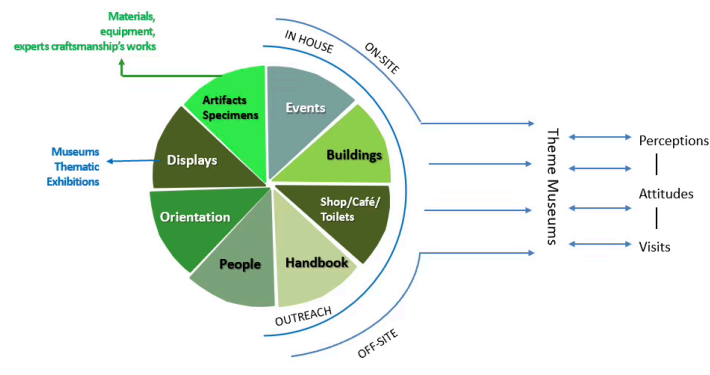 Materials,
equipment,
experts craftsmanship's works
IN HOUSE
ON-SITE
Artifacts
Specimens
Events
Museums
Thematic
Exhibitions
Displays
Buildings
Orientation
Shop/Café/
Toilets
People
Handbook
OUTREACH
OFF-SITE
Theme Museums
Perceptions
Attitudes
Visits